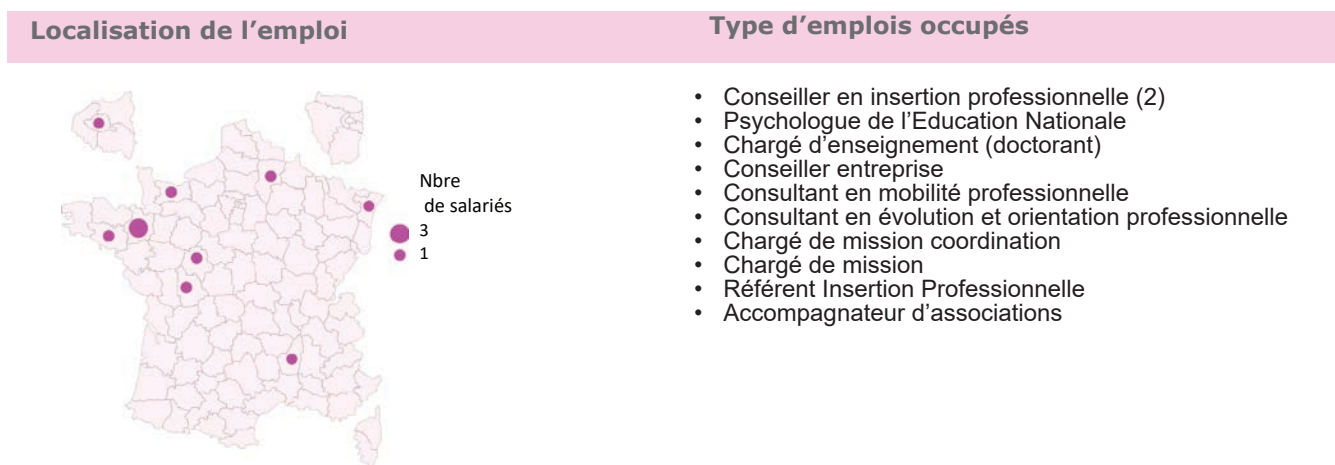 Localisation de l’emploi
Nbre
de salariés
3
1
Type d’emplois occupés
• Conseiller en insertion professionnelle (2)
• Psychologue de l’Education Nationale
• Chargé d’enseignement (doctorant)
• Conseiller entreprise
• Consultant en mobilité professionnelle
• Consultant en évolution et orientation professionnelle
• Chargé de mission coordination
• Chargé de mission
• Référent Insertion Professionnelle
• Accompagnateur d’associations